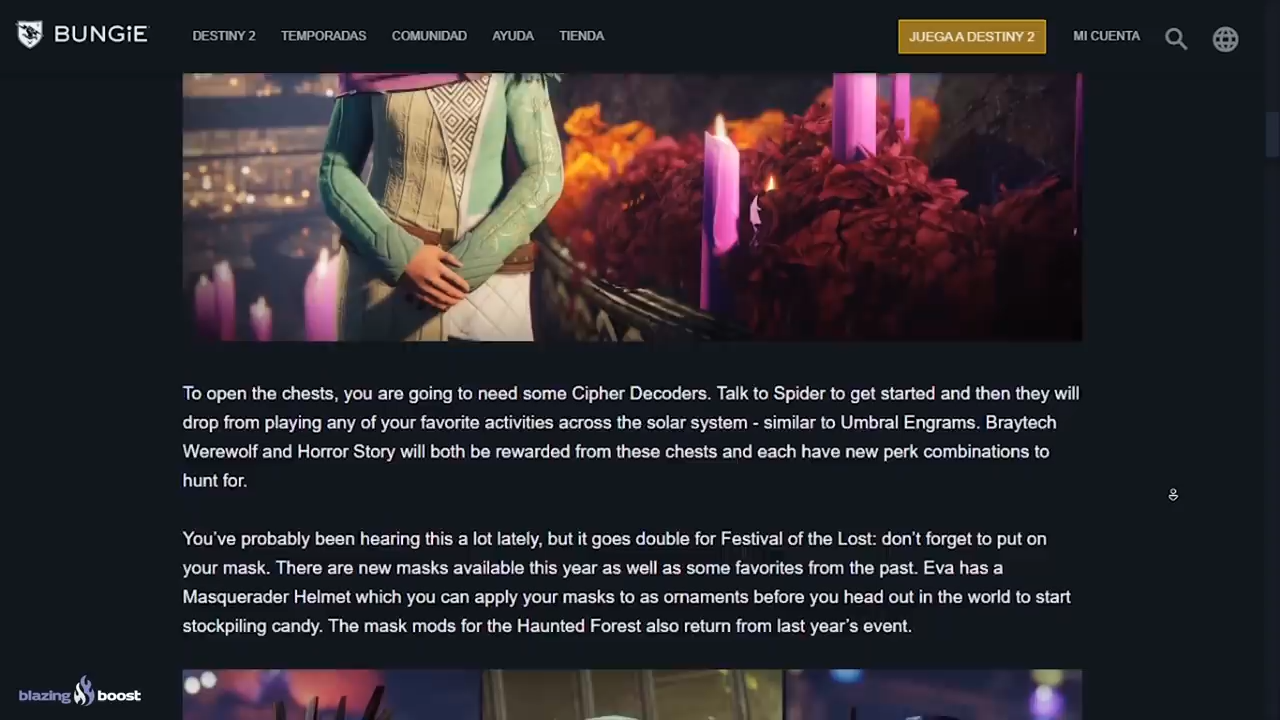 BUNGiE
DESTINY 2
TEMPORADAS
COMUNIDAD
AYUDA
TIENDA
JUEGA A DESTINY 2
MI CUENTA
To open the chests, you are going to need some Cipher Decoders. Talk to Spider to get started and then they will
drop from playing any of your favorite activities across the solar system - similar to Umbral Engrams. Braytech
Werewolf and Horror Story will both be rewarded from these chests and each have new perk combinations to
hunt for.
You’ve probably been hearing this a lot lately, but it goes double for Festival of the Lost: don’t forget to put on
your mask. There are new masks available this year as well as some favorites from the past. Eva has a
Masquerader Helmet which you can apply your masks to as ornaments before you head out in the world to start
stockpiling candy. The mask mods for the Haunted Forest also return from last year’s event.
blazing boost